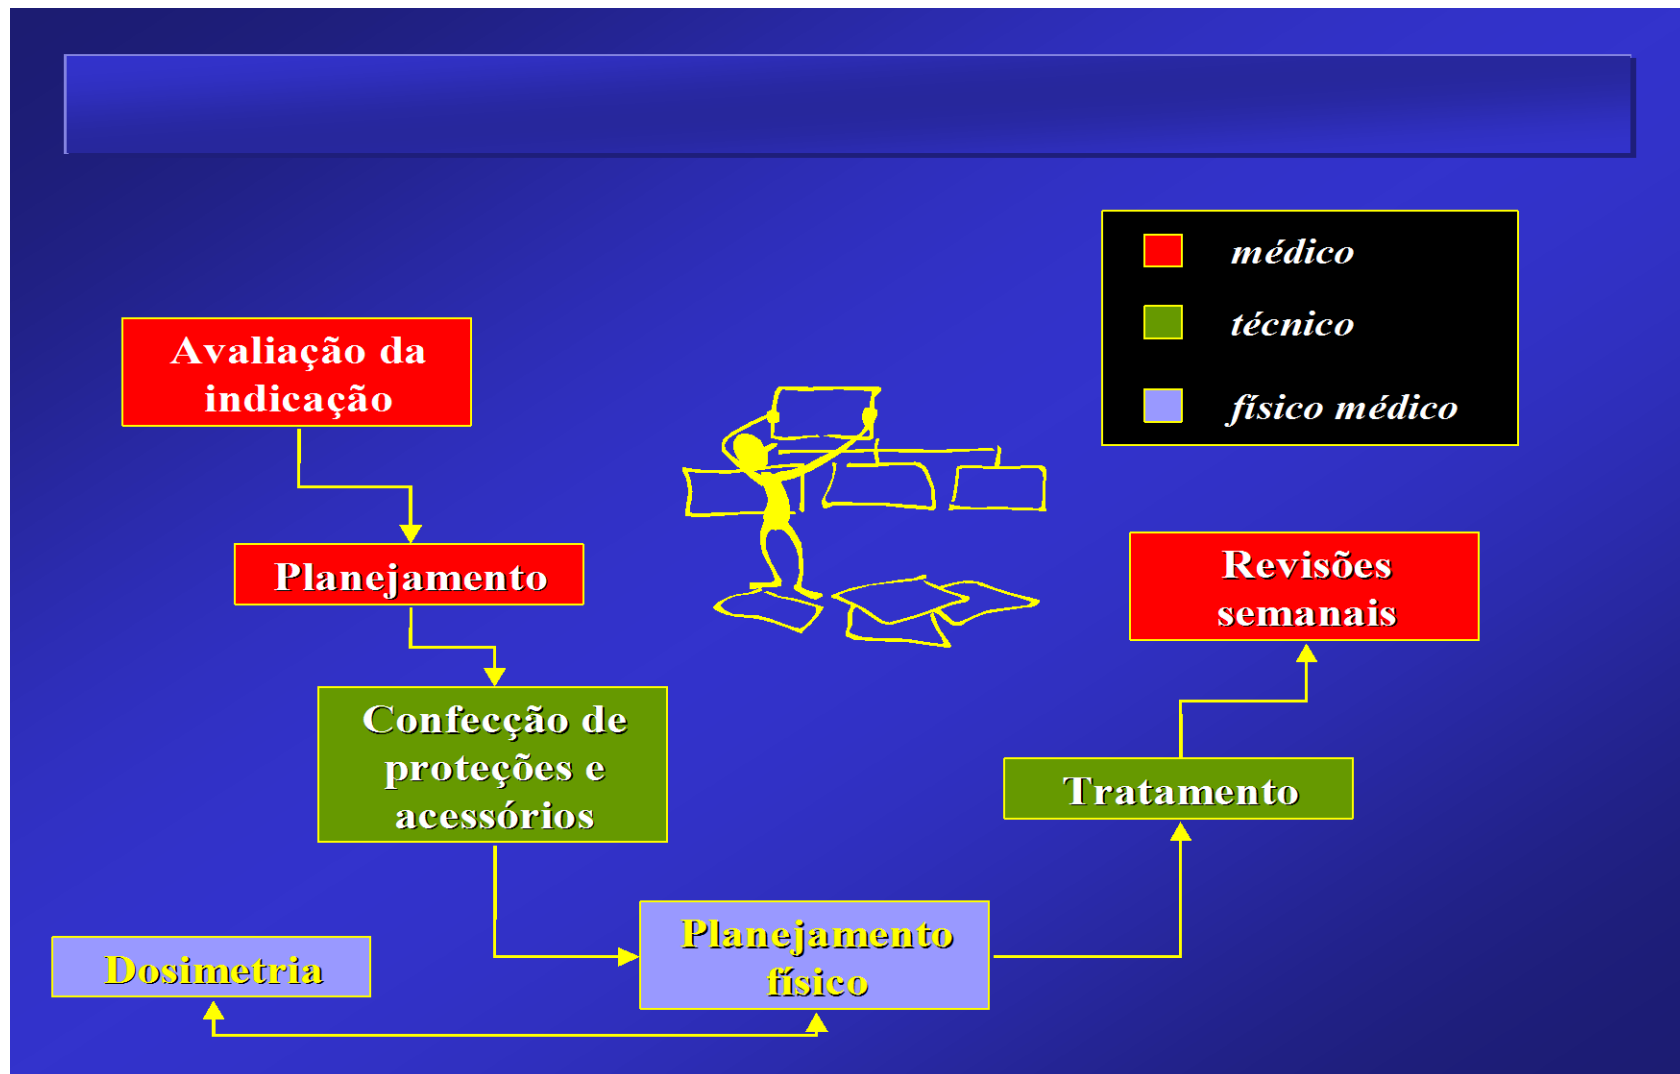 médico
técnico
físico médico
Avaliação da
indicação
Planejamento
Confecção de
proteções e
acessórios
Dosimetria
Planejamento
físico
Tratamento
Revisões
semanais